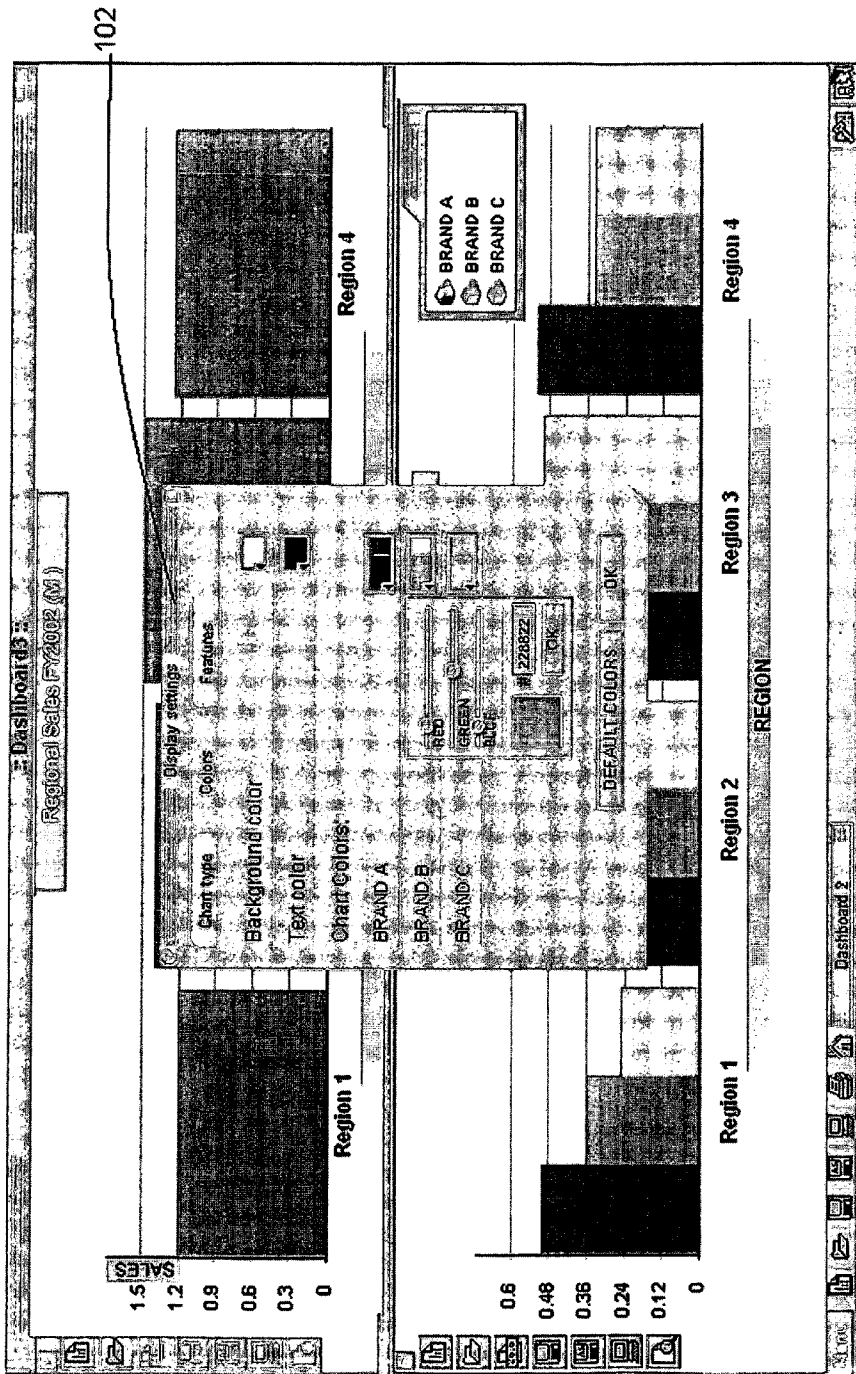 102
:: Dashboard3 ::
Regional Sales FY2002 (M )
SALES
1.5
1.2
0.9
0.6
0.3
0
Region 1
Region 4
Display settings
Chart type Colors Features
Background color
Text color
Chart Colors:
BRAND A
BRAND B
BRAND C
RED
GREEN
BLUE
# 228822
OK
DEFAULT COLORS OK
BRAND A
BRAND B
BRAND C
0.6
0.48
0.36
0.24
0.12
0
Region 1 Region 2 Region 3 Region 4
REGION
Dashboard 2